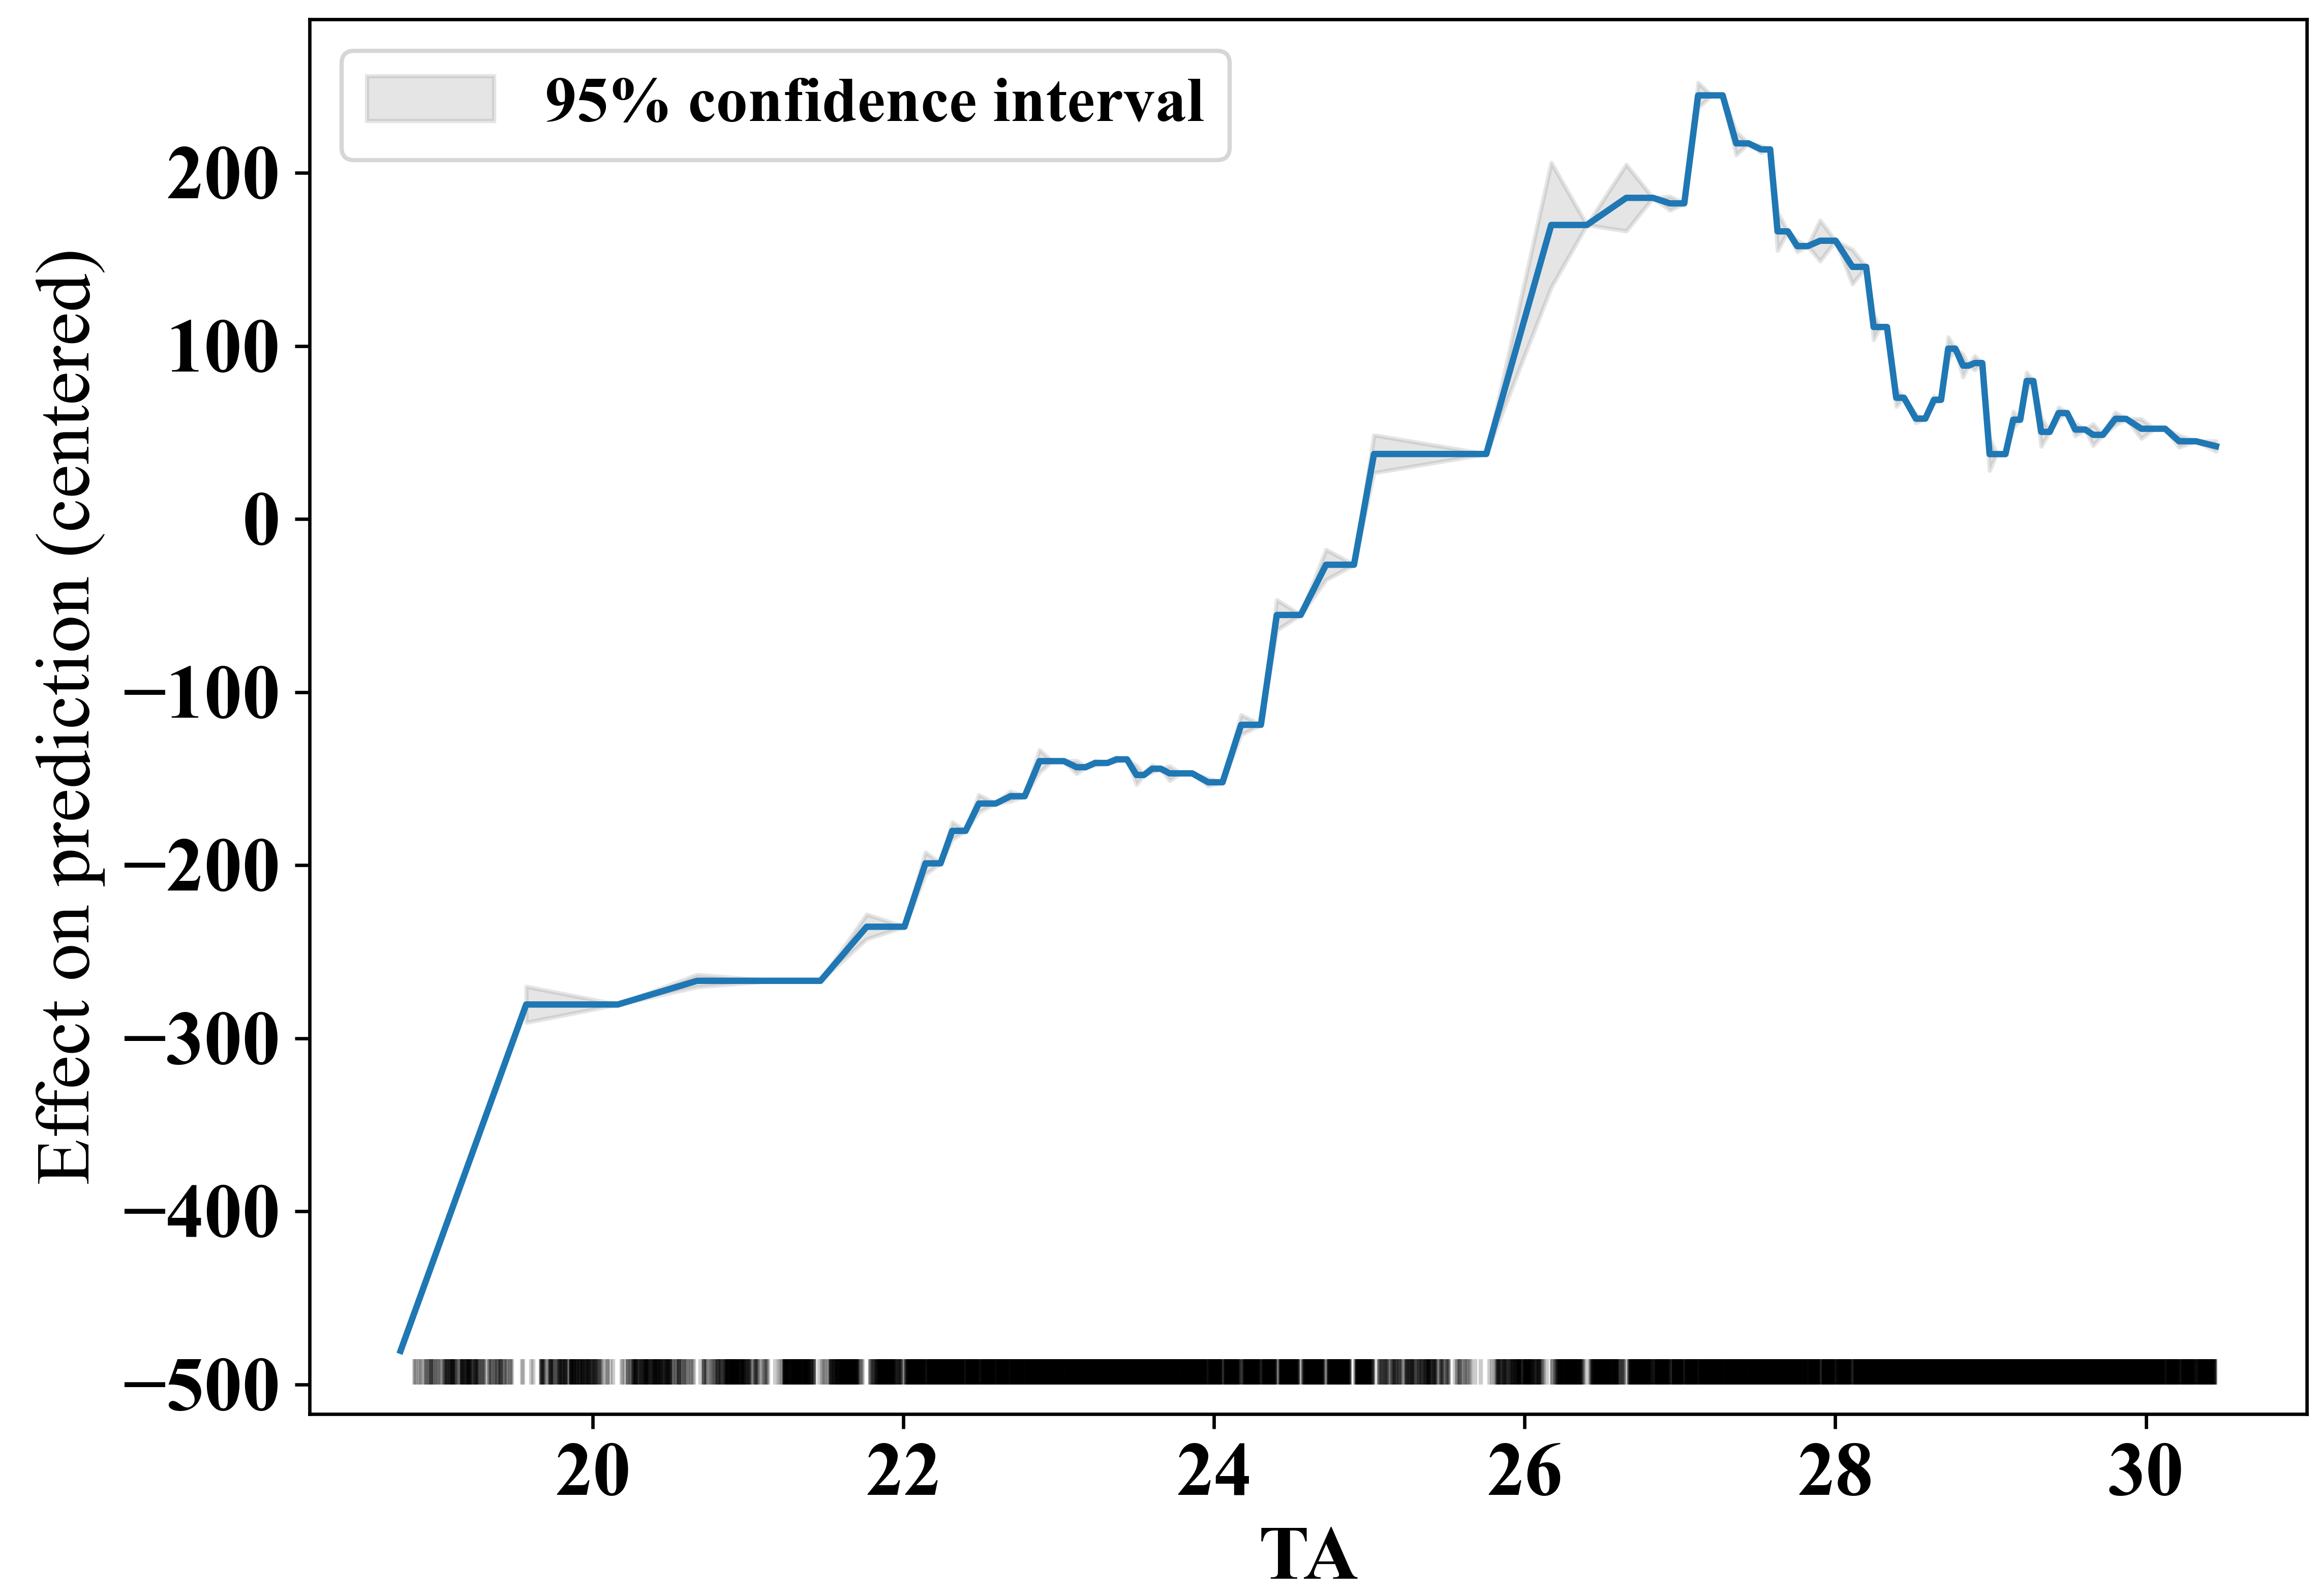 95% confidence interval
Effect on prediction (centered)
200
100
0
−100
−200
−300
−400
−500
20 22 24 26 28 30
TA